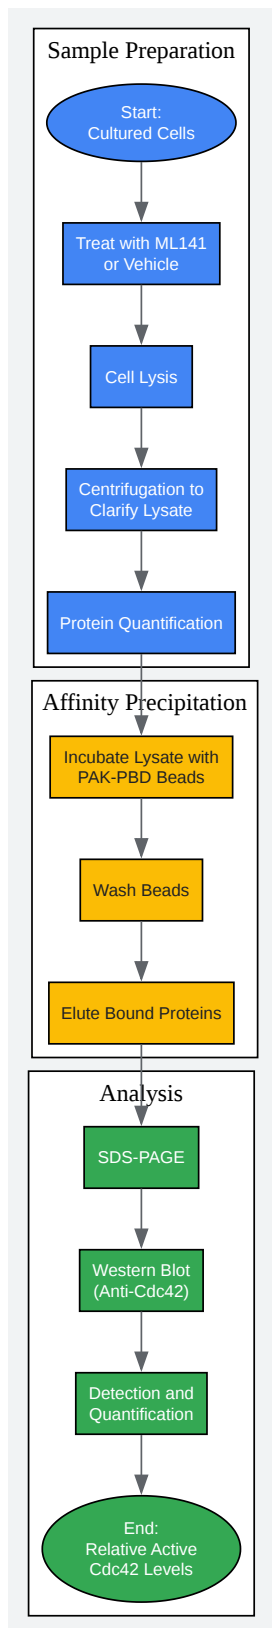 Sample Preparation
Start:
Cultured Cells
Treat with ML141
or Vehicle
Cell Lysis
Centrifugation to
Clarify Lysate
Protein Quantification
Affinity Precipitation
Incubate Lysate with
PAK-PBD Beads
Wash Beads
Elute Bound Proteins
Analysis
SDS-PAGE
Western Blot
(Anti-Cdc42)
Detection and
Quantification
End:
Relative Active
Cdc42 Levels